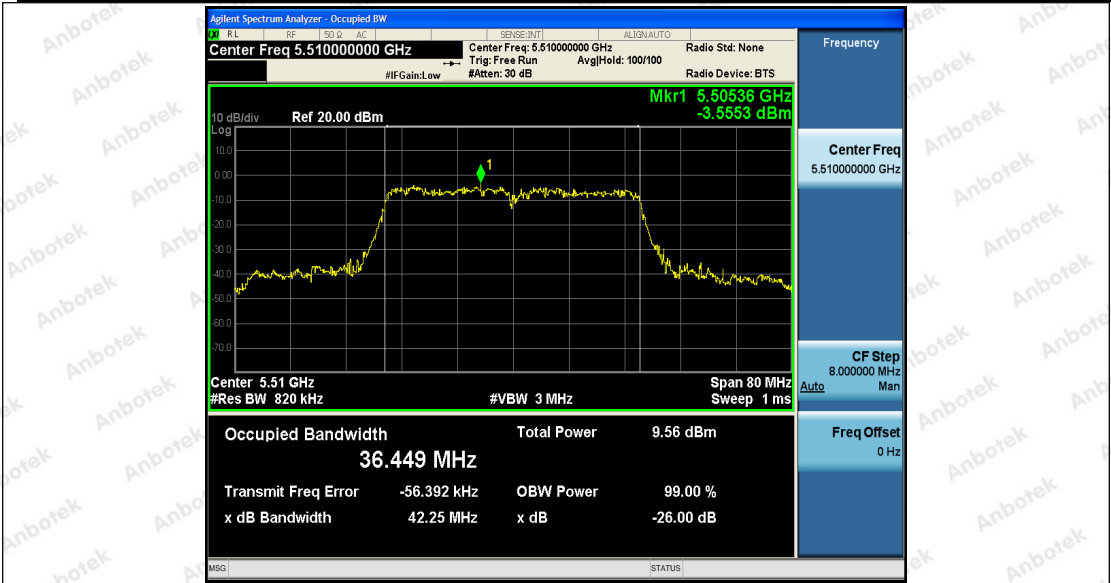 Agilent Spectrum Analyzer - Occupied BW
LXI RL RF 50 Ω AC SENSE:INT ALIGNAUTO
Center Freq 5.510000000 GHz
Center Freq: 5.510000000 GHz Radio Std: None
Trig: Free Run Avg|Hold: 100/100
#IFGain:Low #Atten: 30 dB Radio Device: BTS
Mkr1 5.50536 GHz
-3.5553 dBm
10 dB/div Ref 20.00 dBm
Log
10.0
0.00
-10.0
-20.0
-30.0
-40.0
-50.0
-60.0
-70.0
1
Center 5.51 GHz Span 80 MHz
#Res BW 820 kHz #VBW 3 MHz Sweep 1 ms
Occupied Bandwidth Total Power 9.56 dBm
36.449 MHz
Transmit Freq Error -56.392 kHz OBW Power 99.00 %
x dB Bandwidth 42.25 MHz x dB -26.00 dB
MSG STATUS
Frequency
Center Freq
5.510000000 GHz
CF Step
8.000000 MHz
Auto Man
Freq Offset
0 Hz
Anbotek